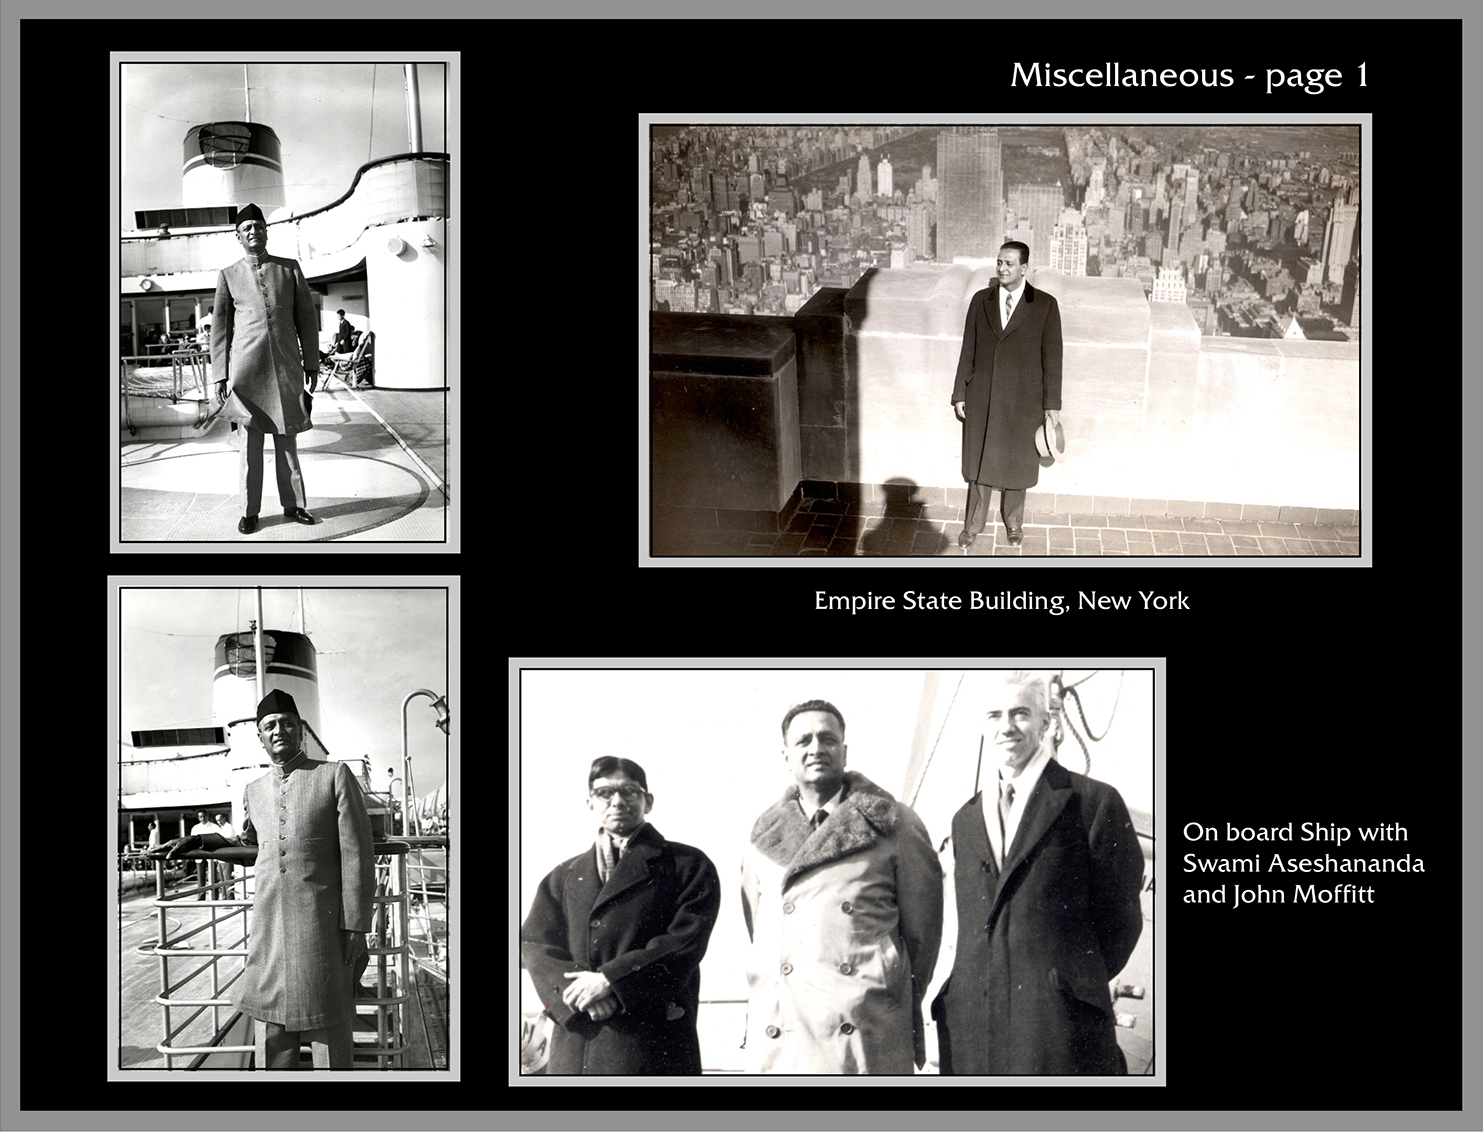 Miscellaneous - page 1
Empire State Building, New York
On board Ship with
Swami Aseshananda
and John Moffitt